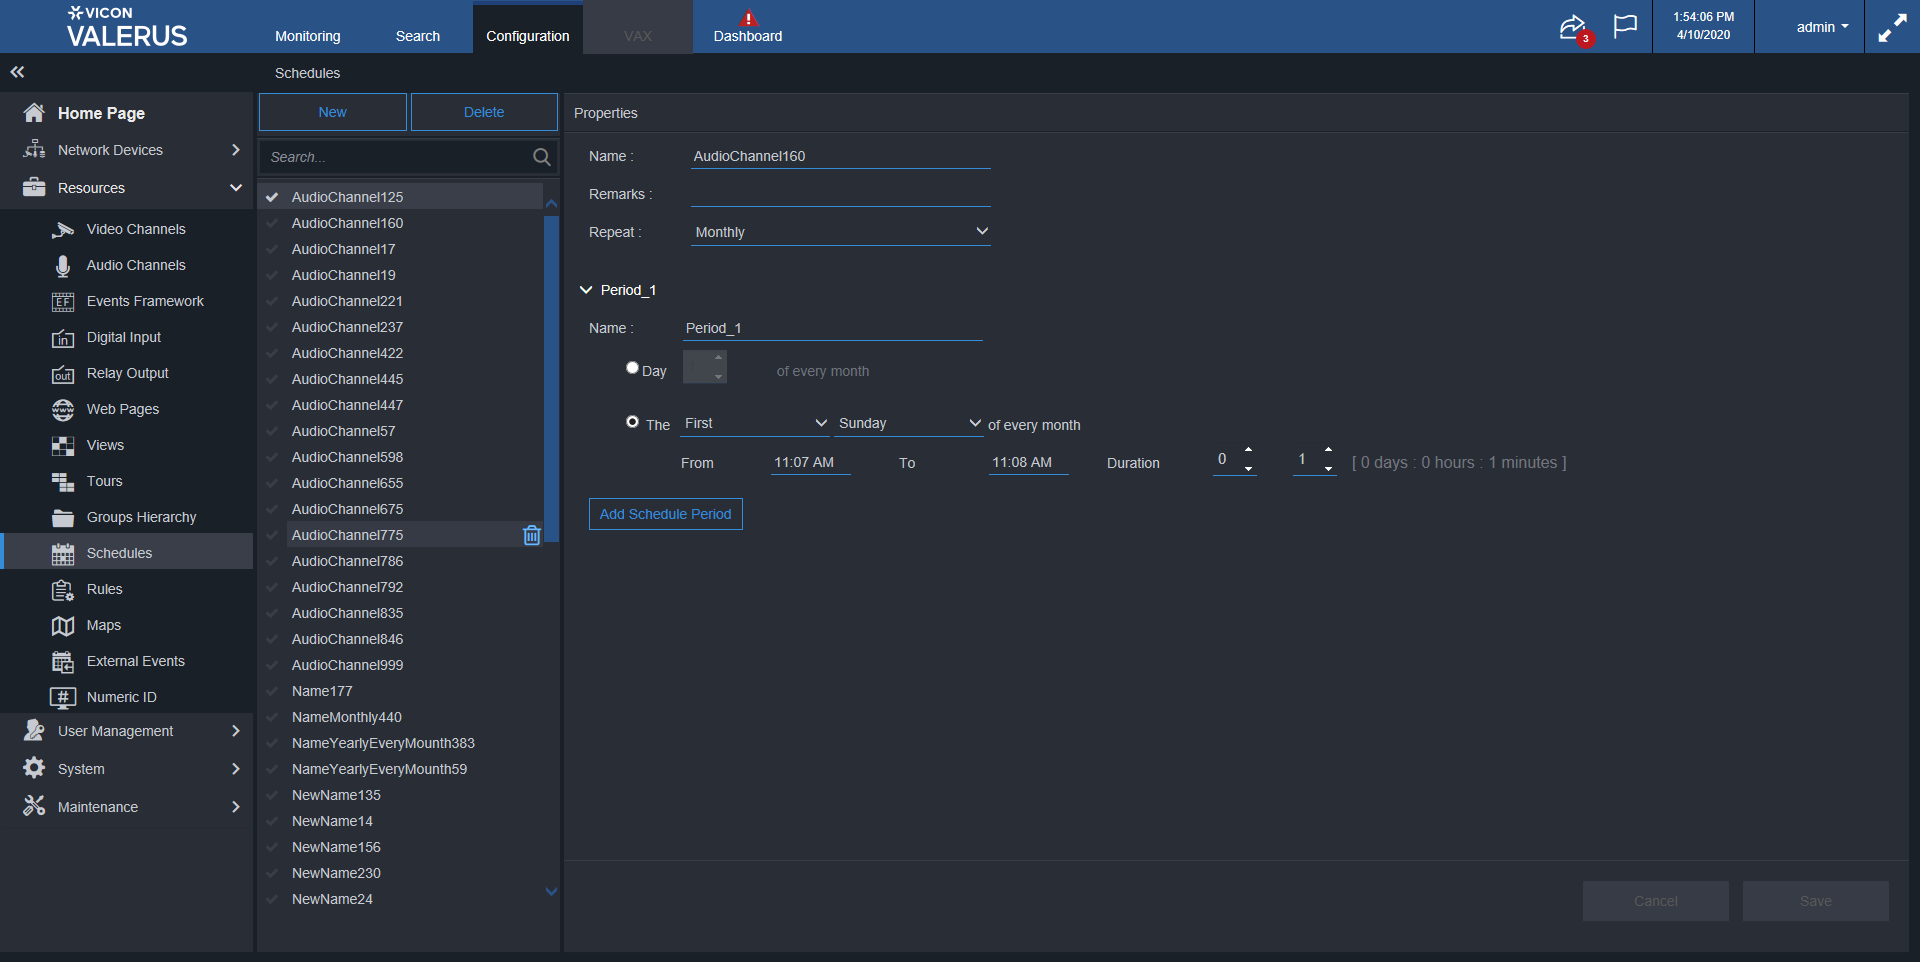 VICON
VALERUS
Monitoring
Search
Configuration
VAX
Dashboard
3
1:54:06 PM
4/10/2020
admin
Schedules
Home Page
Network Devices
Resources
Video Channels
Audio Channels
EF
Events Framework
in
Digital Input
out
Relay Output
www
Web Pages
Views
Tours
Groups Hierarchy
Schedules
Rules
Maps
External Events
#
Numeric ID
User Management
System
Maintenance
New
Delete
Search...
AudioChannel125
AudioChannel160
AudioChannel17
AudioChannel19
AudioChannel221
AudioChannel237
AudioChannel422
AudioChannel445
AudioChannel447
AudioChannel57
AudioChannel598
AudioChannel655
AudioChannel675
AudioChannel775
AudioChannel786
AudioChannel792
AudioChannel835
AudioChannel846
AudioChannel999
Name177
NameMonthly440
NameYearlyEveryMounth383
NameYearlyEveryMounth59
NewName135
NewName14
NewName156
NewName230
NewName24
Properties
Name :
AudioChannel160
Remarks :
Repeat :
Monthly
Period_1
Name :
Period_1
Day
of every month
The
First
Sunday
of every month
From
11:07 AM
To
11:08 AM
Duration
0
1
[ 0 days : 0 hours : 1 minutes ]
Add Schedule Period
Cancel
Save